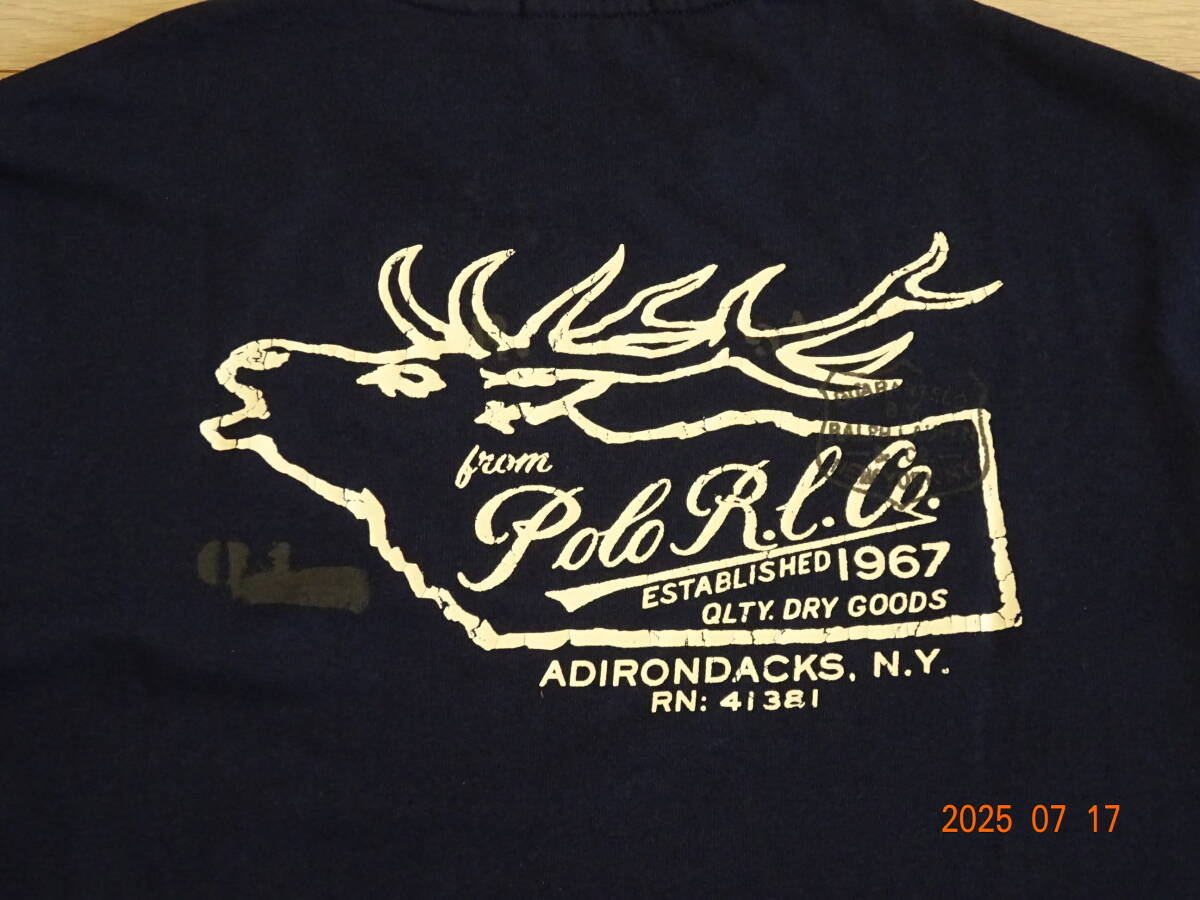 from
Polo R.L. Co.
ESTABLISHED 1967
QLTY. DRY GOODS
ADIRONDACKS, N.Y.
RN: 41381
2025 07 17